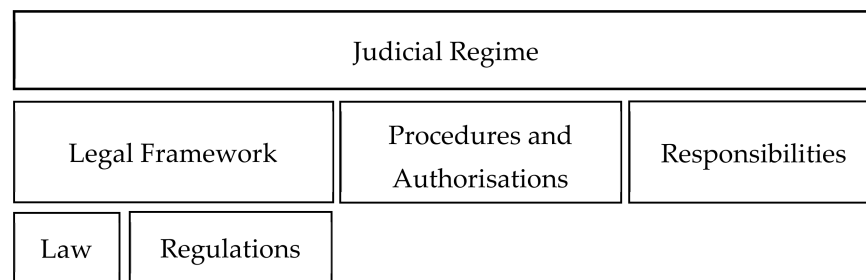 Judicial Regime
Legal Framework
Procedures and
Authorisations
Responsibilities
Law
Regulations